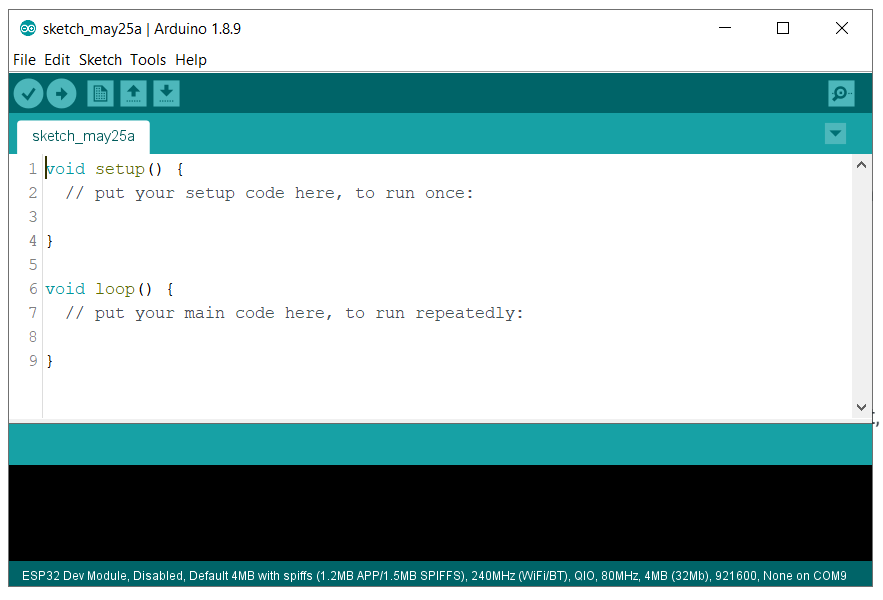 sketch_may25a | Arduino 1.8.9
File Edit Sketch Tools Help
sketch_may25a
1 void setup() {
2   // put your setup code here, to run once:
3
4 }
5
6 void loop() {
7   // put your main code here, to run repeatedly:
8
9 }
ESP32 Dev Module, Disabled, Default 4MB with spiffs (1.2MB APP/1.5MB SPIFFS), 240MHz (WiFi/BT), QIO, 80MHz, 4MB (32Mb), 921600, None on COM9